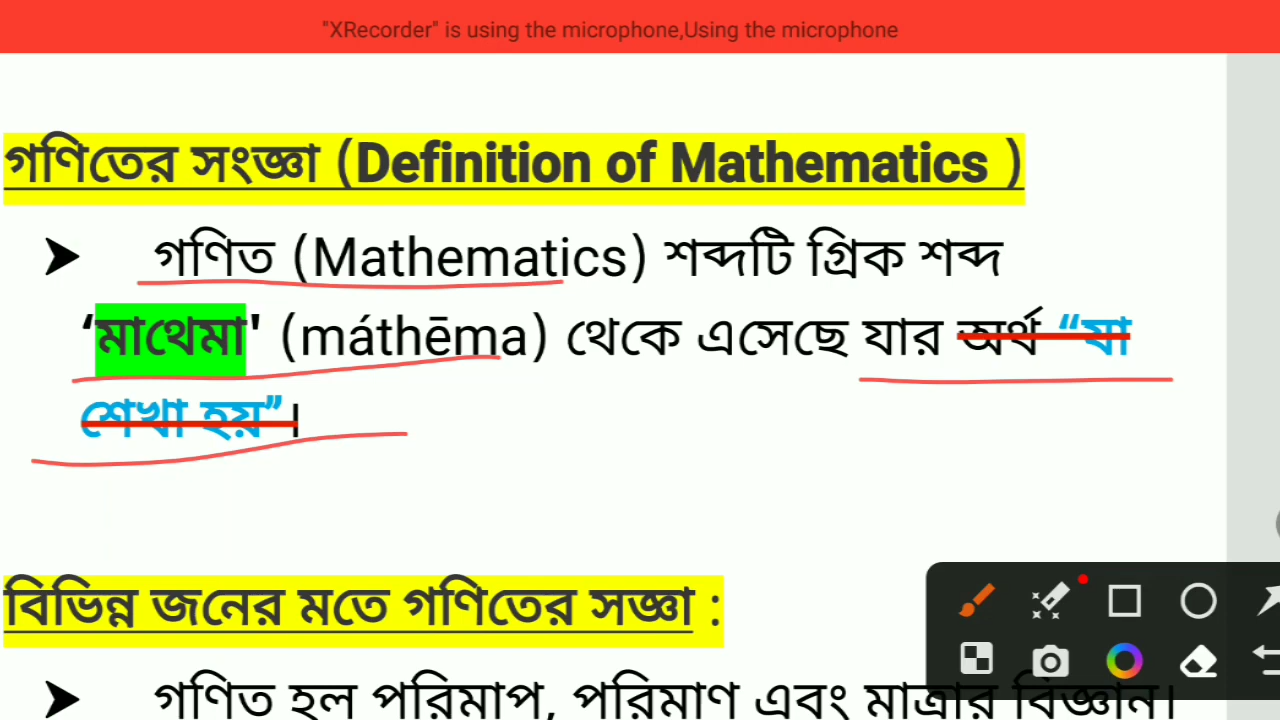 "XRecorder" is using the microphone,Using the microphone
গণিতের সংজ্ঞা (Definition of Mathematics )
➤ গণিত (Mathematics) শব্দটি গ্রিক শব্দ
‘মাথেমা' (máthēma) থেকে এসেছে যার অর্থ “যা
শেখা হয়”।
বিভিন্ন জনের মতে গণিতের সজ্ঞা :
➤ গণিত হল পরিমাপ, পরিমাণ এবং মাত্রার বিজ্ঞান।